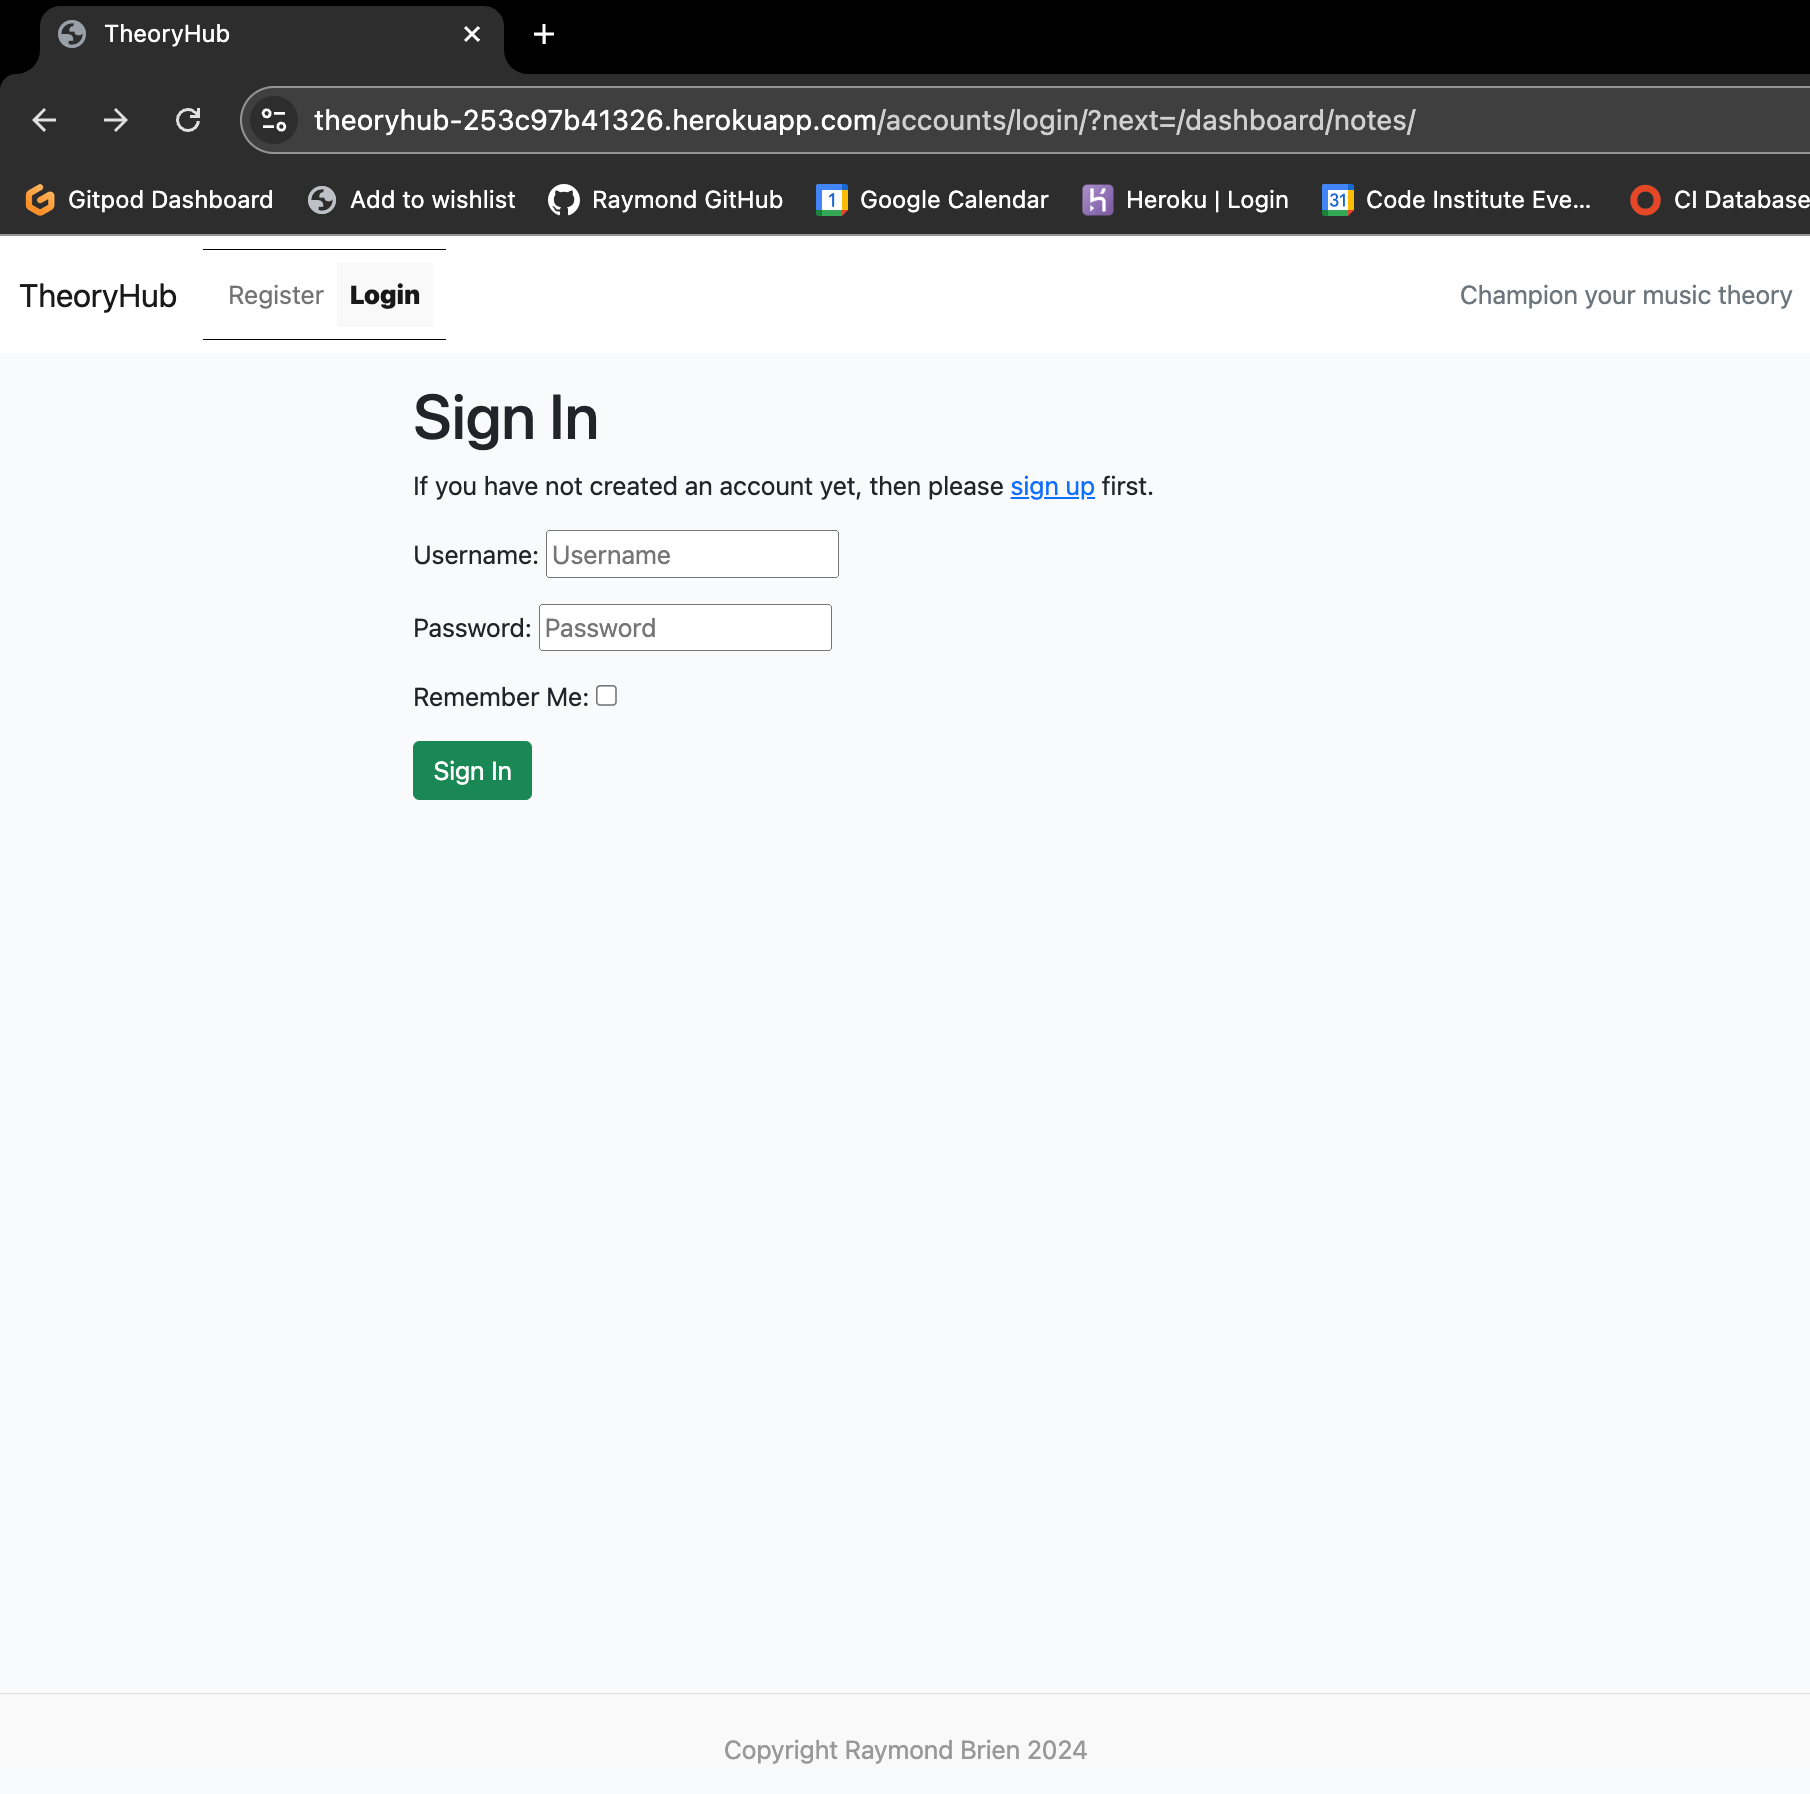 TheoryHub
theoryhub-253c97b41326.herokuapp.com/accounts/login/?next=/dashboard/notes/
Gitpod Dashboard Add to wishlist Raymond GitHub 1 Google Calendar Heroku | Login 31 Code Institute Eve... CI Database
TheoryHub Register Login Champion your music theory
Sign In
If you have not created an account yet, then please sign up first.
Username: Username
Password: Password
Remember Me:
Sign In
Copyright Raymond Brien 2024